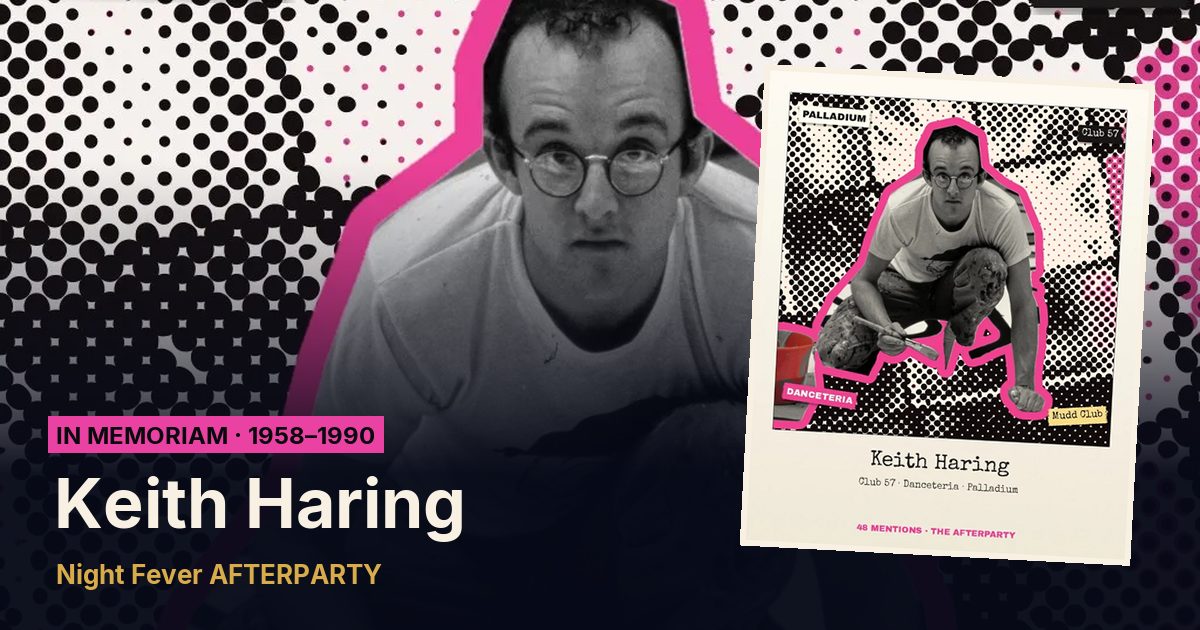 IN MEMORIAM · 1958–1990
Keith Haring
Night Fever AFTERPARTY
PALLADIUM
Club 57
DANCETERIA
Mudd Club
Keith Haring
Club 57 · Danceteria · Palladium
48 MENTIONS · THE AFTERPARTY